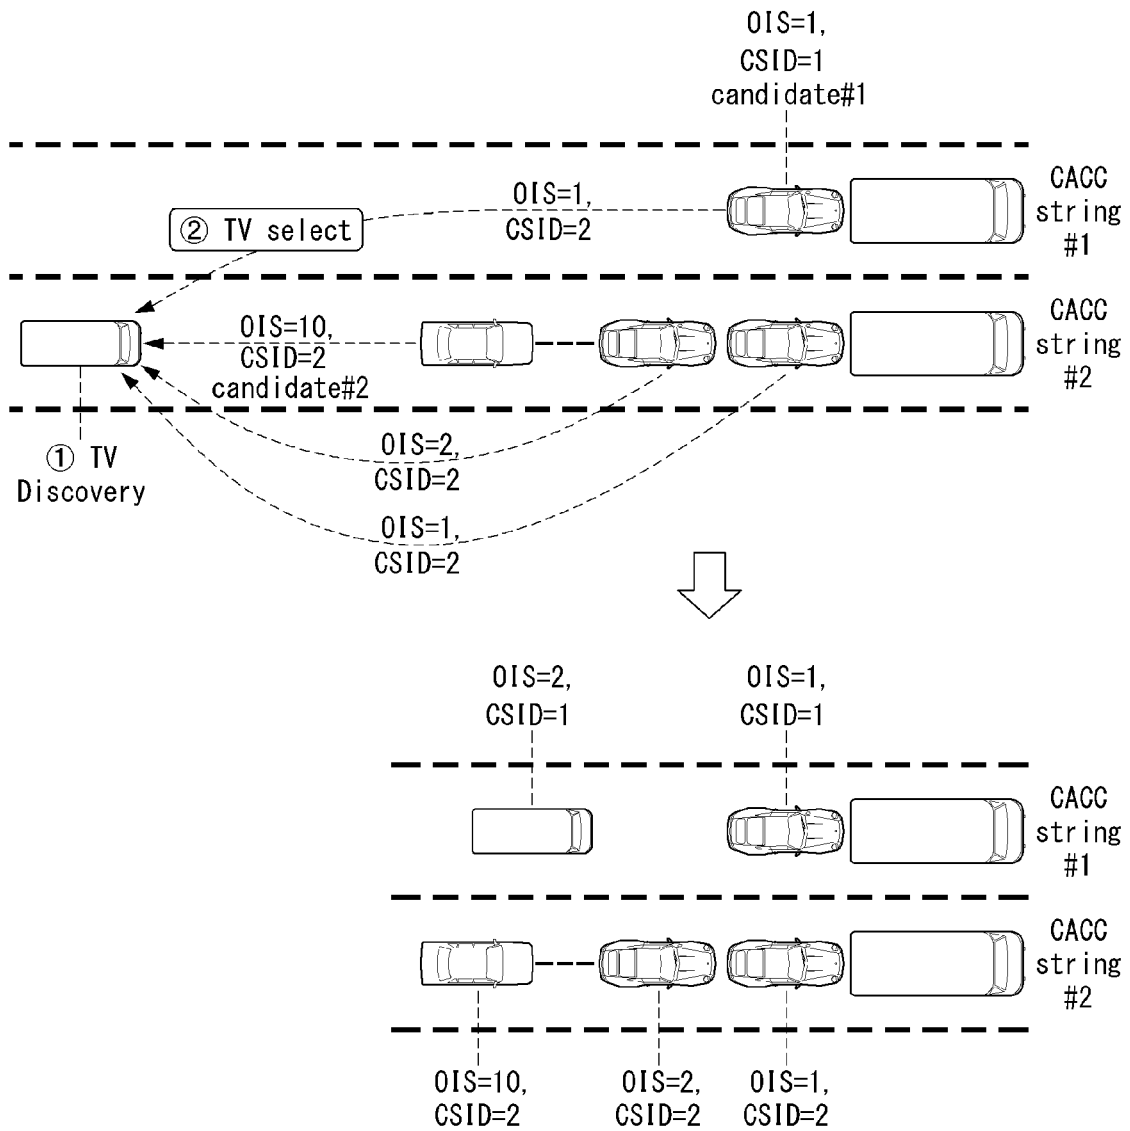 OIS=1,
CSID=1
candidate#1
CACC
string
#1
OIS=1,
CSID=2
② TV select
CACC
string
#2
OIS=10,
CSID=2
candidate#2
① TV
Discovery
OIS=2,
CSID=2
OIS=1,
CSID=2
OIS=2,
CSID=1
OIS=1,
CSID=1
CACC
string
#1
CACC
string
#2
OIS=10,
CSID=2
OIS=2,
CSID=2
OIS=1,
CSID=2